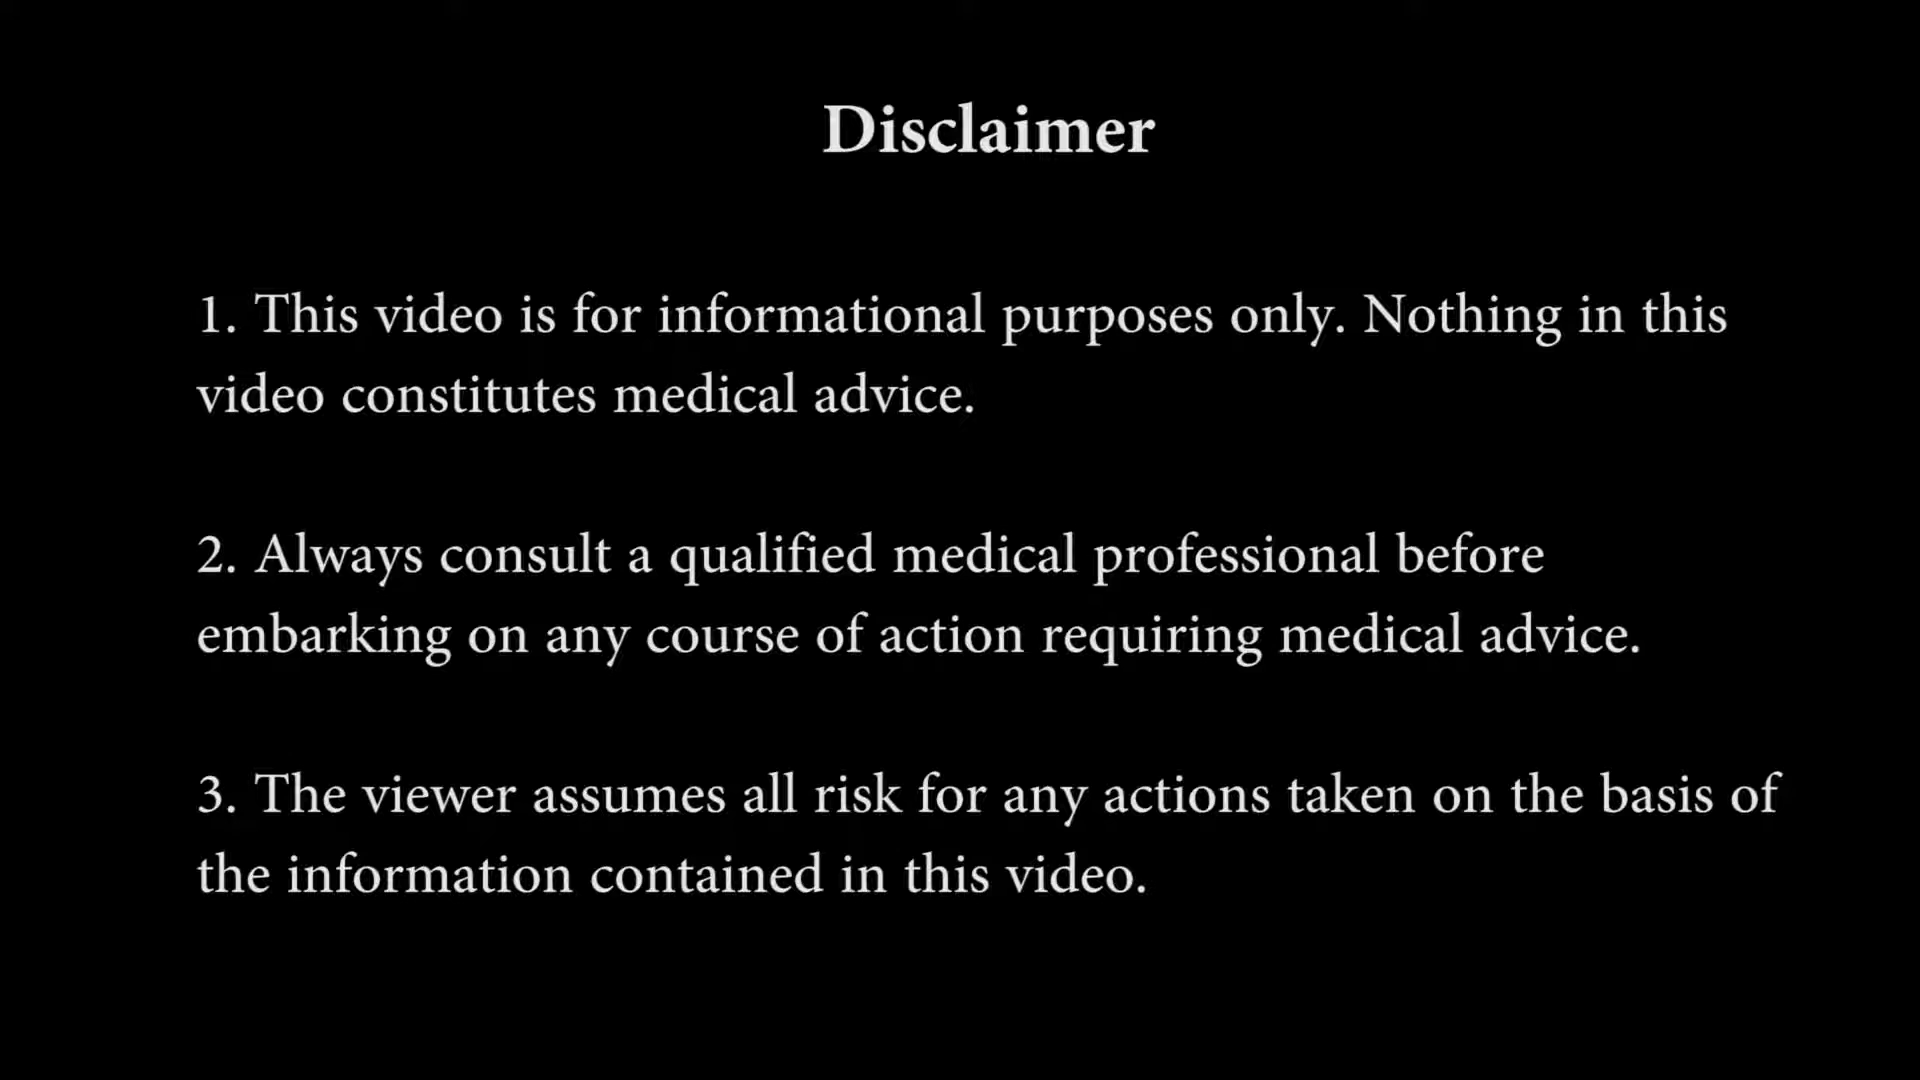 Disclaimer
1. This video is for informational purposes only. Nothing in this
video constitutes medical advice.
2. Always consult a qualified medical professional before
embarking on any course of action requiring medical advice.
3. The viewer assumes all risk for any actions taken on the basis of
the information contained in this video.